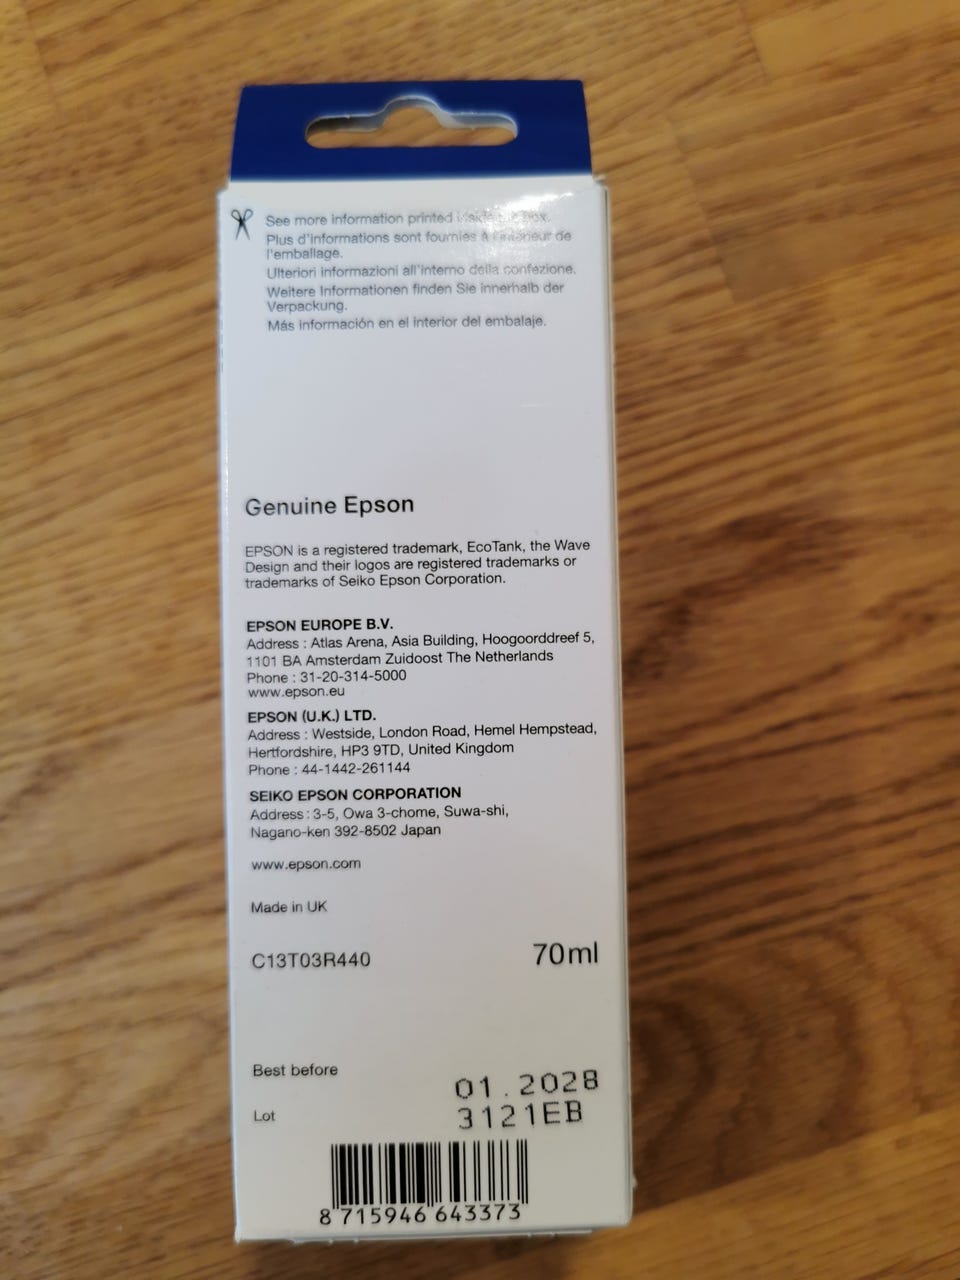 See more information printed inside the box.
Plus d'informations sont fournies à l'intérieur de
l'emballage.
Ulteriori informazioni all'interno della confezione.
Weitere Informationen finden Sie innerhalb der
Verpackung.
Más información en el interior del embalaje.
Genuine Epson
EPSON is a registered trademark, EcoTank, the Wave
Design and their logos are registered trademarks or
trademarks of Seiko Epson Corporation.
EPSON EUROPE B.V.
Address : Atlas Arena, Asia Building, Hoogoorddreef 5,
1101 BA Amsterdam Zuidoost The Netherlands
Phone : 31-20-314-5000
www.epson.eu
EPSON (U.K.) LTD.
Address : Westside, London Road, Hemel Hempstead,
Hertfordshire, HP3 9TD, United Kingdom
Phone : 44-1442-261144
SEIKO EPSON CORPORATION
Address : 3-5, Owa 3-chome, Suwa-shi,
Nagano-ken 392-8502 Japan
www.epson.com
Made in UK
C13T03R440 70ml
Best before 01.2028
Lot 3121EB
8 715946 643373